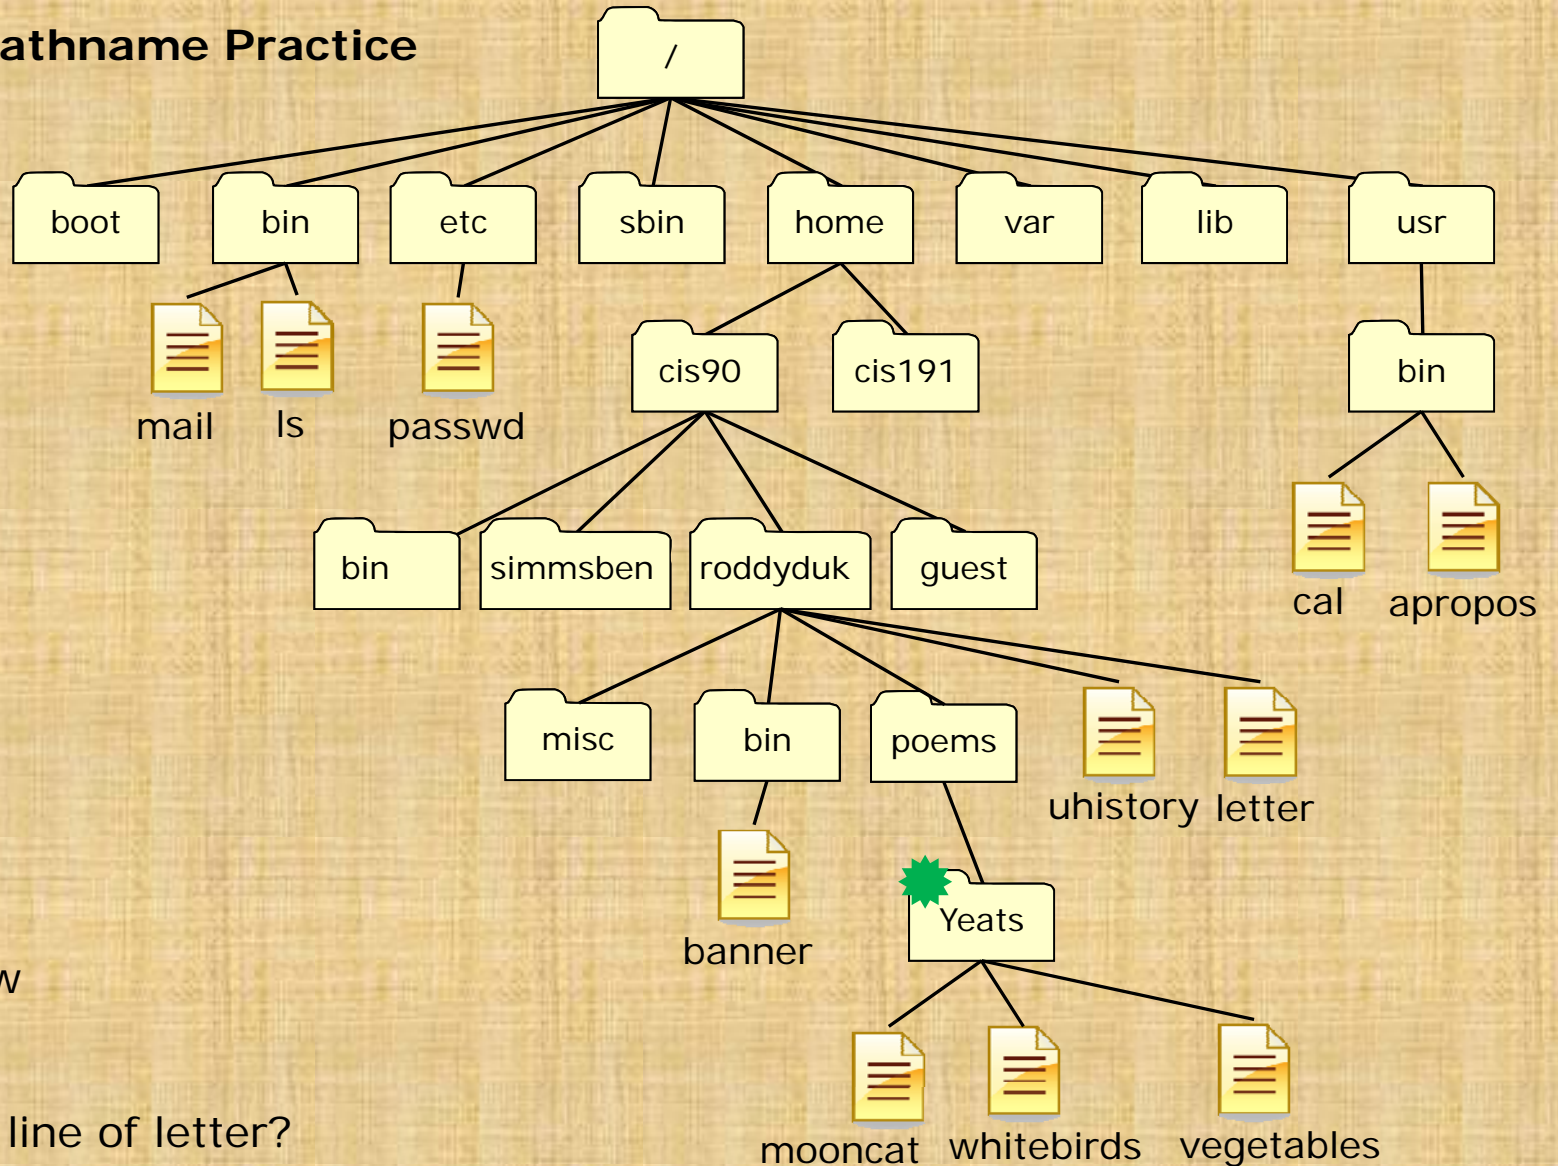 athname Practice
/
boot bin etc sbin home var lib usr
cis90 cis191 bin
mail ls passwd
bin simmsben roddyduk guest
cal apropos
misc bin poems
uhistory letter
Yeats
banner
w
line of letter?
mooncat whitebirds vegetables